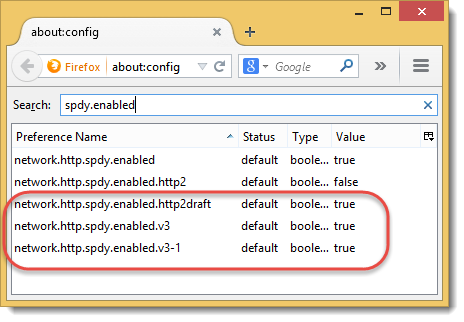 about:config
Firefox about:config Google
Search: spdy.enabled
Preference Name Status Type Value
network.http.spdy.enabled default boole... true
network.http.spdy.enabled.http2 default boole... false
network.http.spdy.enabled.http2draft default boole... true
network.http.spdy.enabled.v3 default boole... true
network.http.spdy.enabled.v3-1 default boole... true